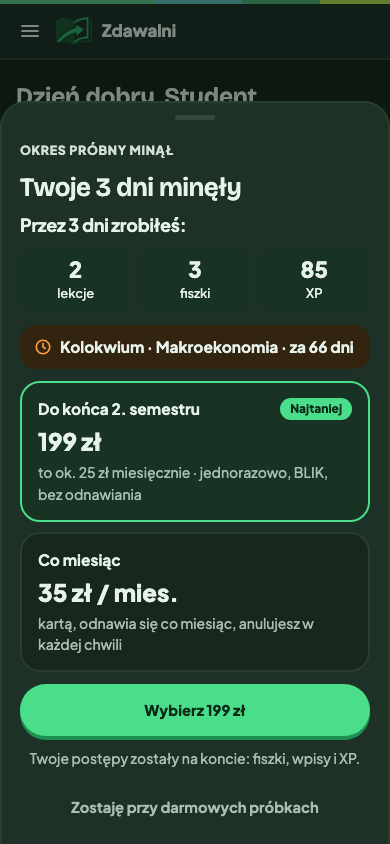 Zdawalni
Dzień dobry, Student
OKRES PRÓBNY MINĄŁ
Twoje 3 dni minęły
Przez 3 dni zrobiłeś:
2
lekcje
3
fiszki
85
XP
Kolokwium · Makroekonomia · za 66 dni
Do końca 2. semestru
Najtaniej
199 zł
to ok. 25 zł miesięcznie · jednorazowo, BLIK,
bez odnawiania
Co miesiąc
35 zł / mies.
kartą, odnawia się co miesiąc, anulujesz w
każdej chwili
Wybierz 199 zł
Twoje postępy zostały na koncie: fiszki, wpisy i XP.
Zostaję przy darmowych próbkach